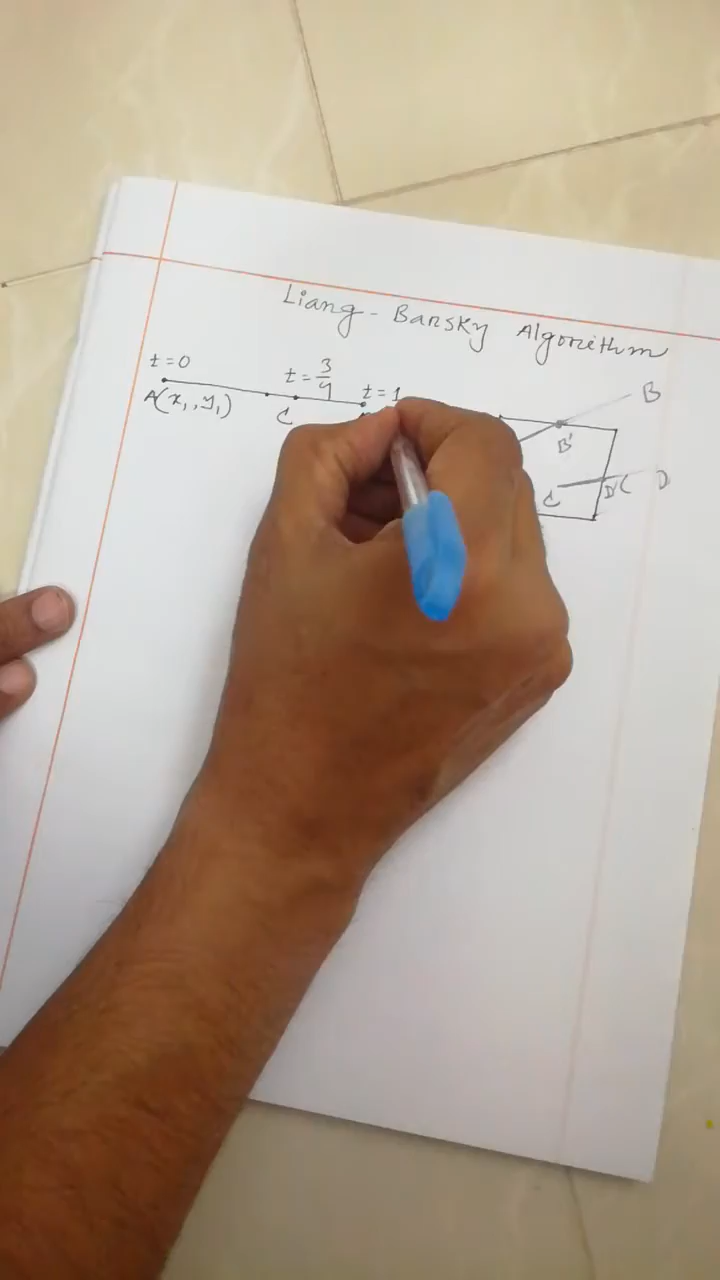 Liang - Barsky Algorithm
t = 0
t = 3/4
t = 1
A(x₁, y₁)
C
B
B'
C
D'
D